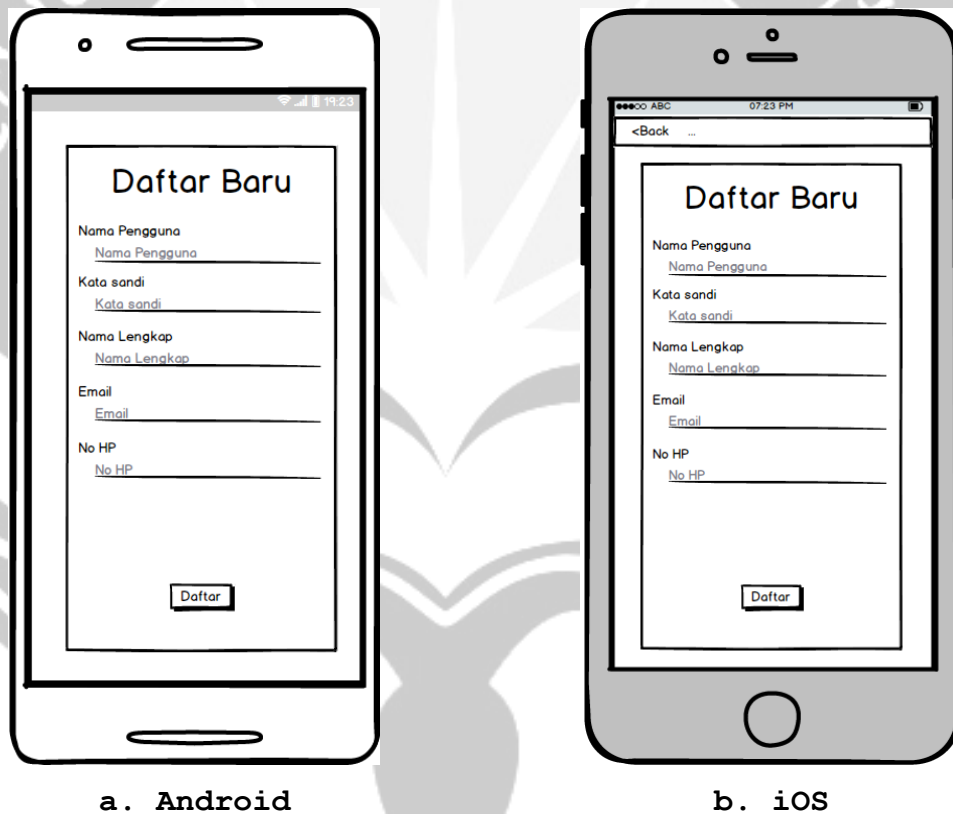 19:23
Daftar Baru
Nama Pengguna
Nama Pengguna
Kata sandi
Kata sandi
Nama Lengkap
Nama Lengkap
Email
Email
No HP
No HP
Daftar
a. Android
ABC 07:23 PM
<Back ...
Daftar Baru
Nama Pengguna
Nama Pengguna
Kata sandi
Kata sandi
Nama Lengkap
Nama Lengkap
Email
Email
No HP
No HP
Daftar
b. iOS